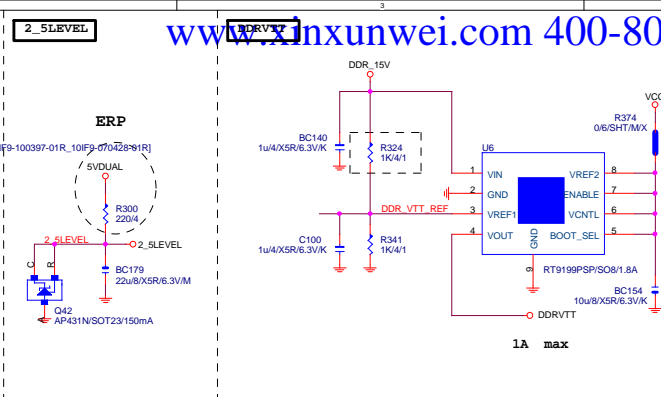 3
2_5LEVEL
DDRVTT
www.xinxunwei.com 400-80
DDR_15V
ERP
IF9-100397-01R_10IF9-070428-01R]
5VDUAL
R300
220/4
2_5LEVEL
2_5LEVEL
C
R
A
BC179
22u/8/X5R/6.3V/M
Q42
AP431N/SOT23/150mA
BC140
1u/4/X5R/6.3V/K
R324
1K/4/1
DDR_VTT_REF
C100
1u/4/X5R/6.3V/K
R341
1K/4/1
U6
1
VIN
VREF2
8
2
GND
ENABLE
7
3
VREF1
VCNTL
6
4
VOUT
BOOT_SEL
5
GND
9
RT9199PSP/SO8/1.8A
DDRVTT
1A max
VCC
R374
0/6/SHT/M/X
BC154
10u/8/X5R/6.3V/K